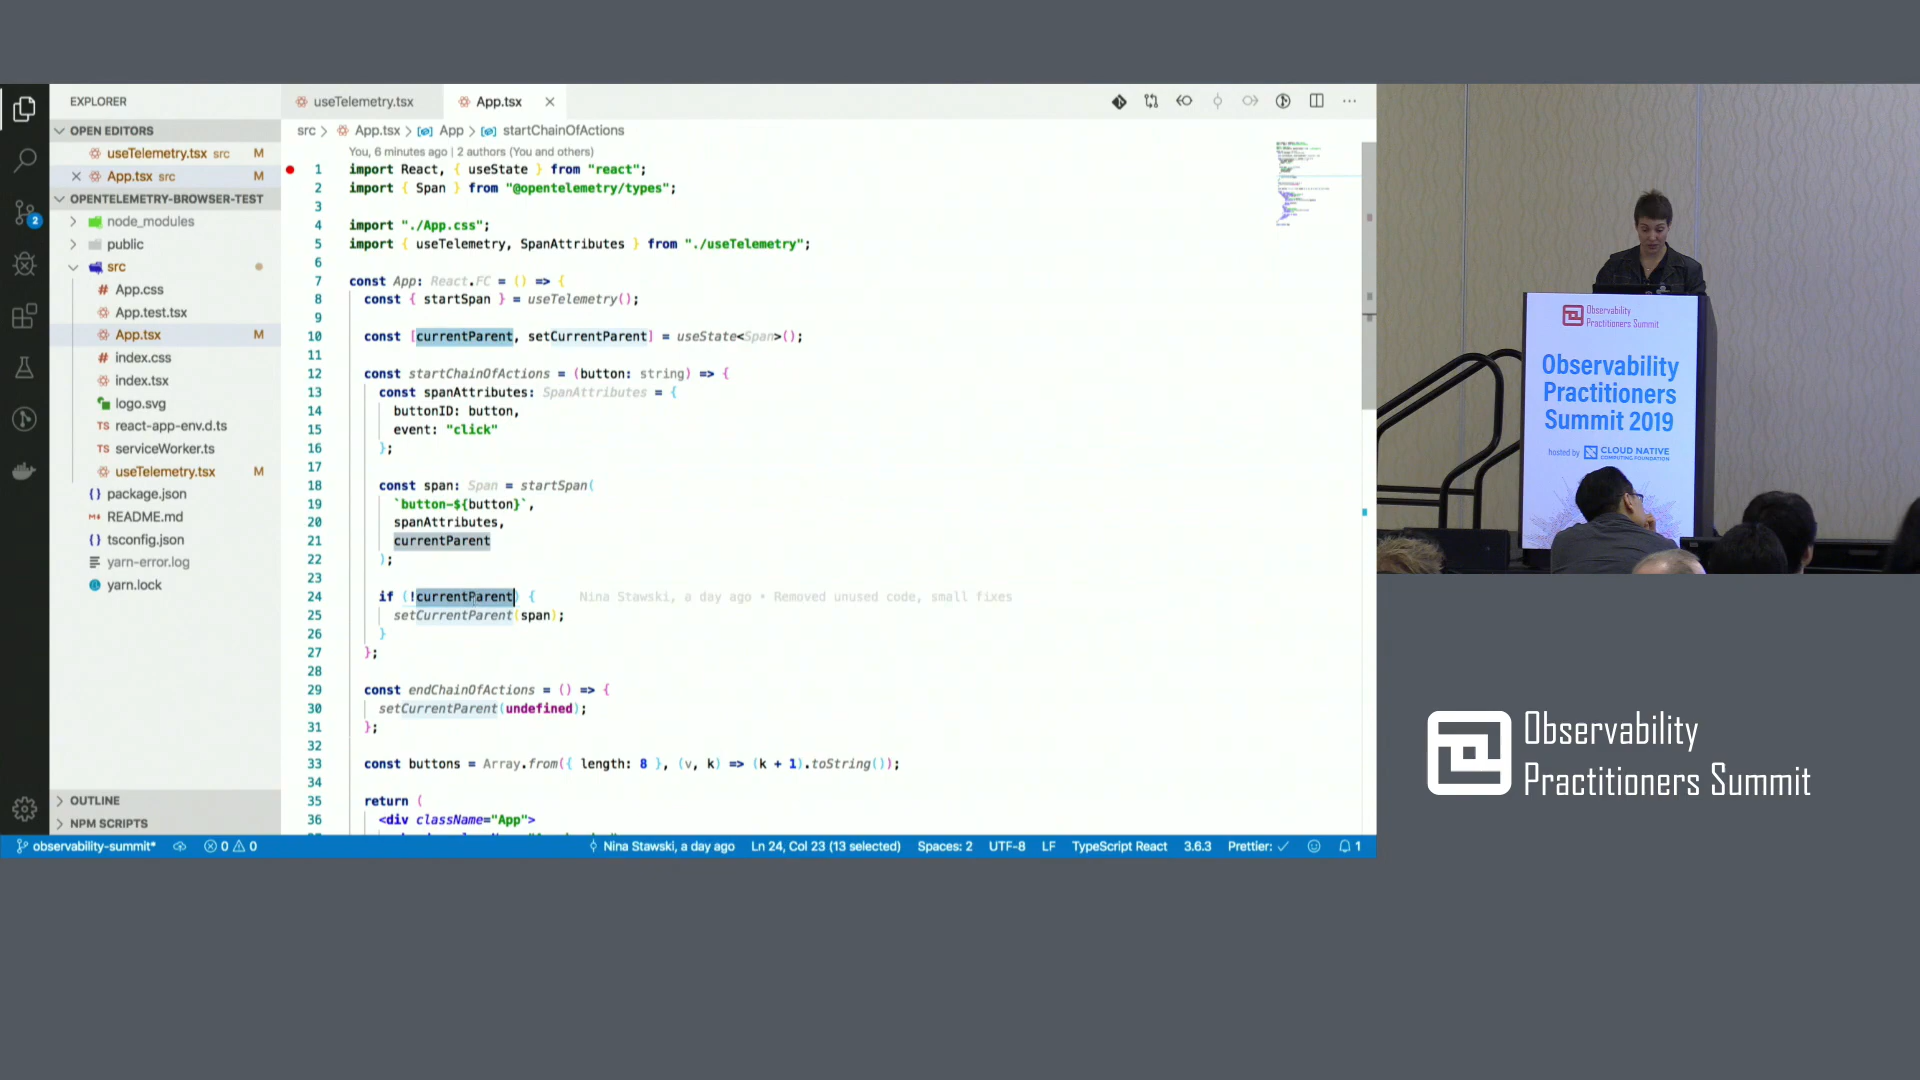 EXPLORER
OPEN EDITORS
useTelemetry.tsx src M
App.tsx src M
OPENTELEMETRY-BROWSER-TEST
node_modules
public
src
App.css
App.test.tsx
App.tsx M
index.css
index.tsx
logo.svg
TS react-app-env.d.ts
TS serviceWorker.ts
useTelemetry.tsx M
package.json
README.md
tsconfig.json
yarn-error.log
yarn.lock
OUTLINE
NPM SCRIPTS
2
useTelemetry.tsx
App.tsx
src > App.tsx > App > startChainOfActions
You, 6 minutes ago | 2 authors (You and others)
1 import React, { useState } from "react";
2 import { Span } from "@opentelemetry/types";
3
4 import "./App.css";
5 import { useTelemetry, SpanAttributes } from "./useTelemetry";
6
7 const App: React.FC = () => {
8 const { startSpan } = useTelemetry();
9
10 const [currentParent, setCurrentParent] = useState<Span>();
11
12 const startChainOfActions = (button: string) => {
13 const spanAttributes: SpanAttributes = {
14 buttonID: button,
15 event: "click"
16 };
17
18 const span: Span = startSpan(
19 `button-${button}`,
20 spanAttributes,
21 currentParent
22 );
23
24 if (!currentParent) { Nina Stawski, a day ago • Removed unused code, small fixes
25 setCurrentParent(span);
26 }
27 };
28
29 const endChainOfActions = () => {
30 setCurrentParent(undefined);
31 };
32
33 const buttons = Array.from({ length: 8 }, (v, k) => (k + 1).toString());
34
35 return (
36 <div className="App">
observability-summit* 0 0 Nina Stawski, a day ago Ln 24, Col 23 (13 selected) Spaces: 2 UTF-8 LF TypeScript React 3.6.3 Prettier: ✓ 1
Observability
Practitioners Summit
Observability
Practitioners
Summit 2019
hosted by CLOUD NATIVE
COMPUTING FOUNDATION
Observability
Practitioners Summit